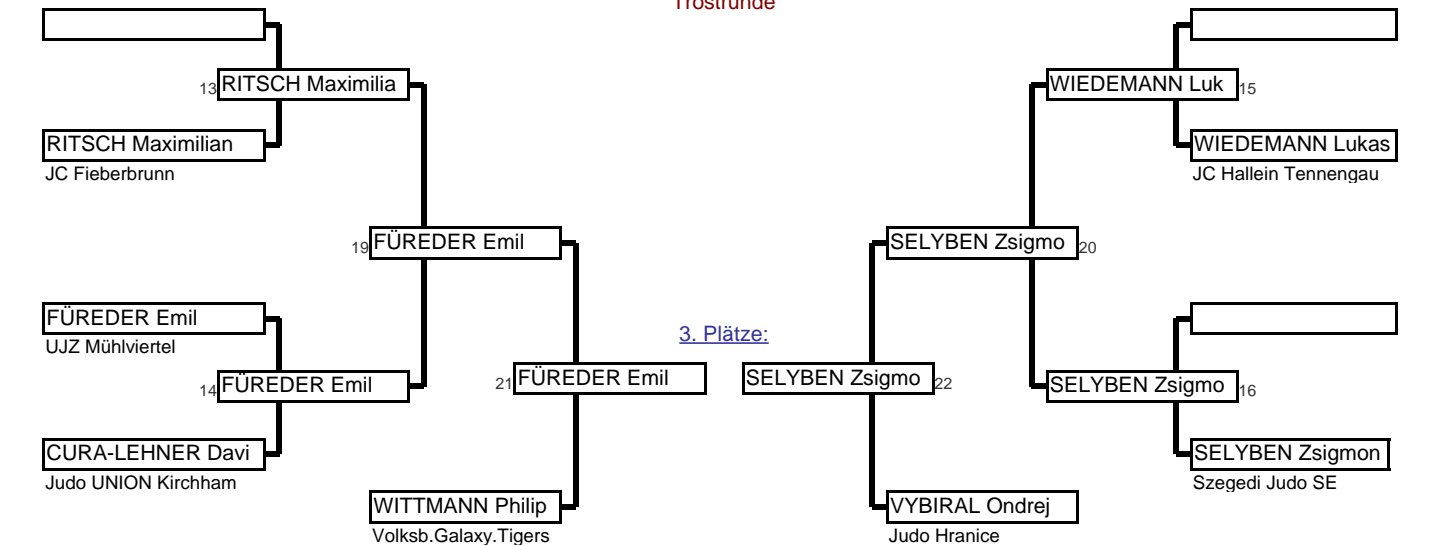 Trostrunde
13 RITSCH Maximilia
WIEDEMANN Luk 15
RITSCH Maximilian
JC Fieberbrunn
WIEDEMANN Lukas
JC Hallein Tennengau
19 FÜREDER Emil
SELYBEN Zsigmo 20
FÜREDER Emil
UJZ Mühlviertel
3. Plätze:
14 FÜREDER Emil
21 FÜREDER Emil
SELYBEN Zsigmo 22
SELYBEN Zsigmo 16
CURA-LEHNER Davi
Judo UNION Kirchham
SELYBEN Zsigmon
Szegedi Judo SE
WITTMANN Philip
Volksb.Galaxy.Tigers
VYBIRAL Ondrej
Judo Hranice